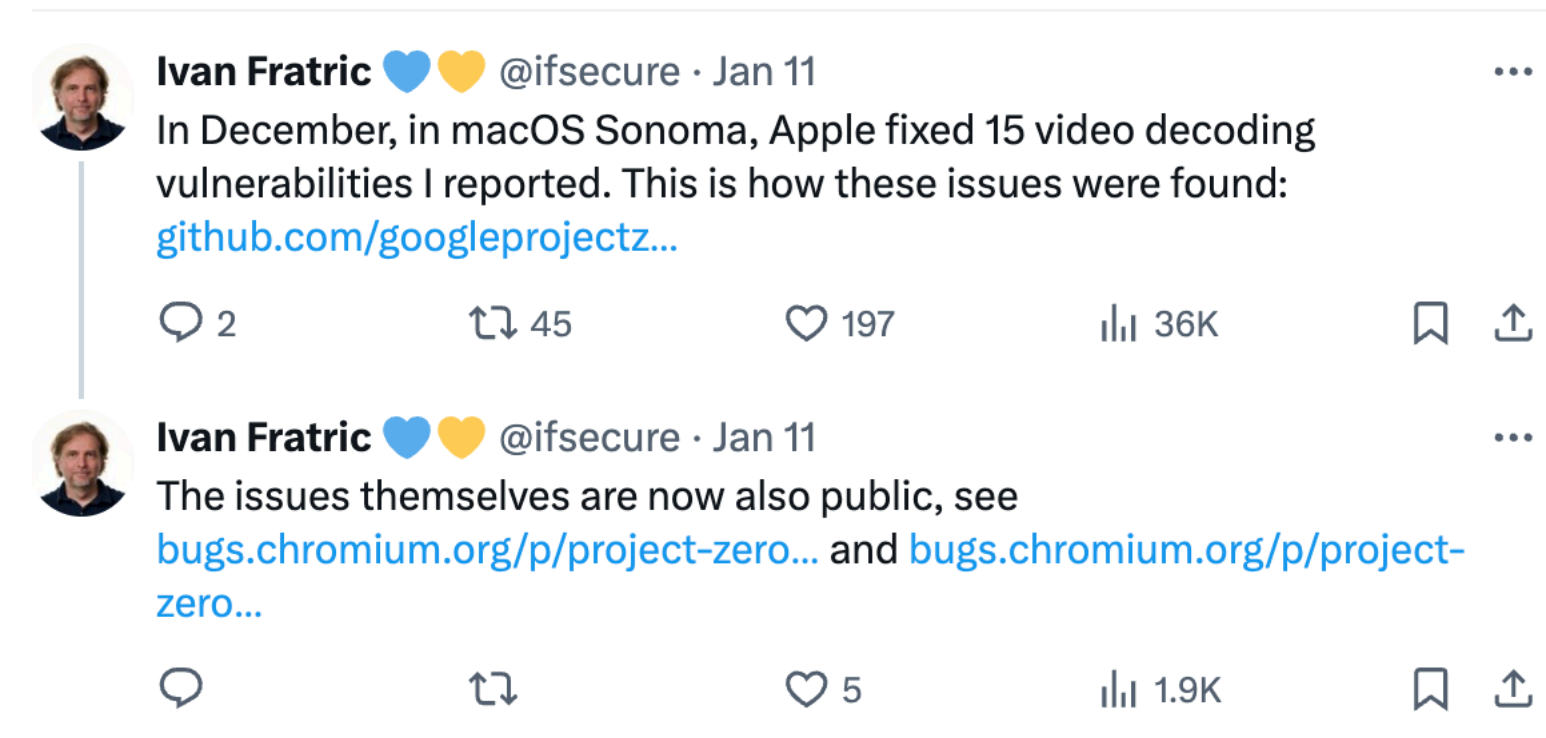 Ivan Fratric 💙💛 @ifsecure · Jan 11
In December, in macOS Sonoma, Apple fixed 15 video decoding
vulnerabilities I reported. This is how these issues were found:
github.com/googleprojectz...
2 45 197 36K
Ivan Fratric 💙💛 @ifsecure · Jan 11
The issues themselves are now also public, see
bugs.chromium.org/p/project-zero... and bugs.chromium.org/p/project-
zero...
5 1.9K